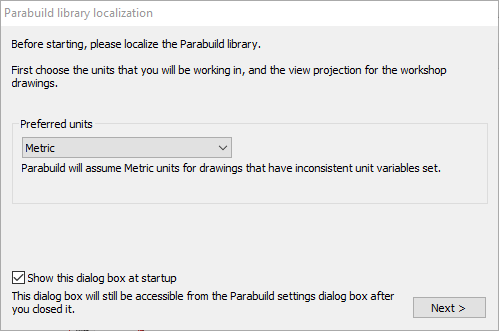 Parabuild library localization
Before starting, please localize the Parabuild library.
First choose the units that you will be working in, and the view projection for the workshop
drawings.
Preferred units
Metric
Parabuild will assume Metric units for drawings that have inconsistent unit variables set.
Show this dialog box at startup
This dialog box will still be accessible from the Parabuild settings dialog box after
you closed it.
Next >